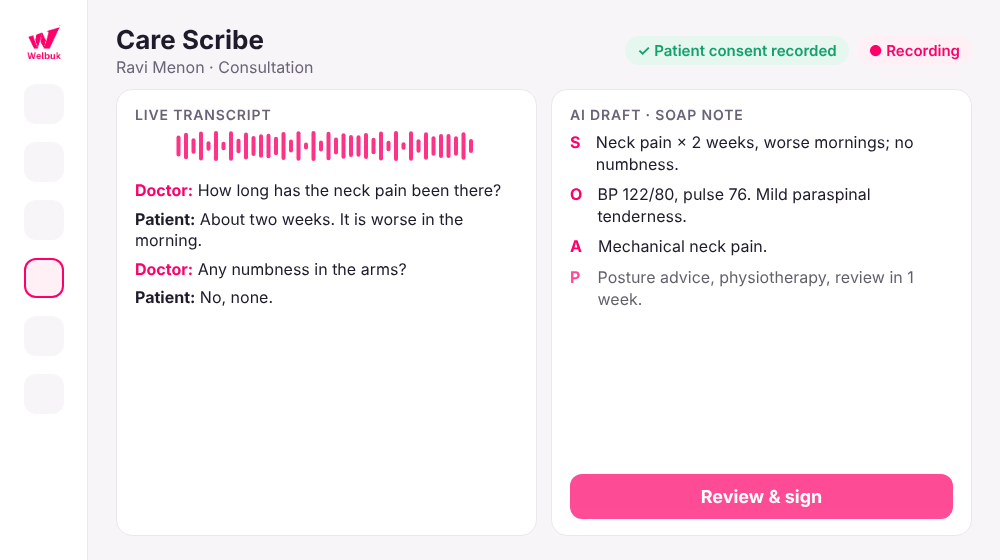 Welbuk
Care Scribe
Ravi Menon · Consultation
✓ Patient consent recorded
Recording
LIVE TRANSCRIPT
Doctor: How long has the neck pain been there?
Patient: About two weeks. It is worse in the
morning.
Doctor: Any numbness in the arms?
Patient: No, none.
AI DRAFT · SOAP NOTE
S Neck pain × 2 weeks, worse mornings; no
numbness.
O BP 122/80, pulse 76. Mild paraspinal
tenderness.
A Mechanical neck pain.
P Posture advice, physiotherapy, review in 1
week.
Review & sign